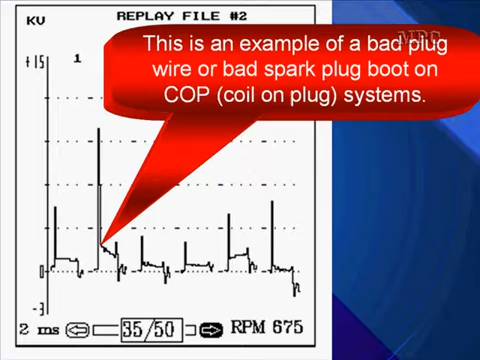 KV
REPLAY FILE #2
+15
1
This is an example of a bad plug
wire or bad spark plug boot on
COP (coil on plug) systems.
0
-3
2 ms
35/50
RPM 675